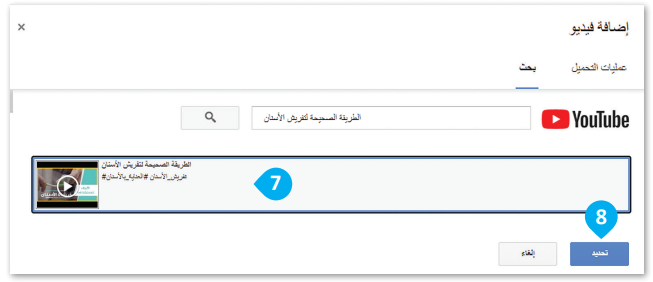 إضافة فيديو
×
عمليات التحميل
بحث
YouTube
الطريقة الصحيحة لتفريش الأسنان
الطريقة الصحيحة لتفريش الأسنان
تفريش_الأسنان #العناية_بالأسنان#
7
8
تحديد
إلغاء